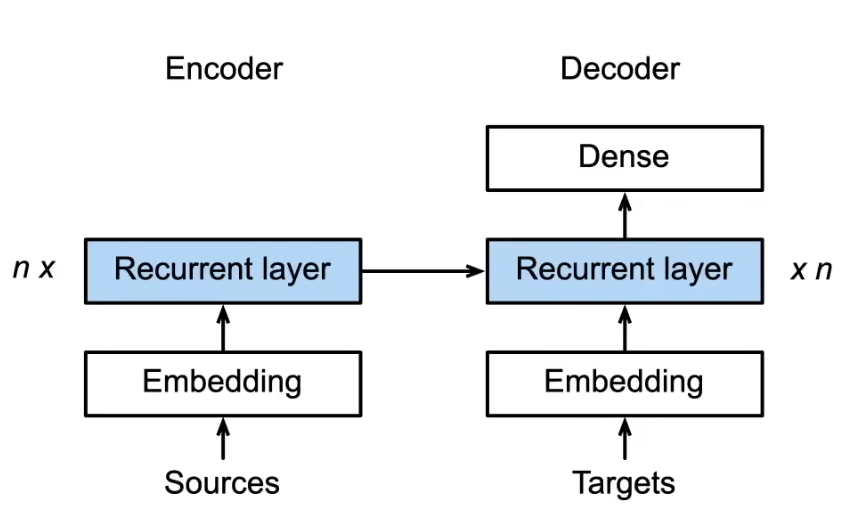 Encoder
Decoder
Dense
n x
Recurrent layer
Recurrent layer
x n
Embedding
Embedding
Sources
Targets